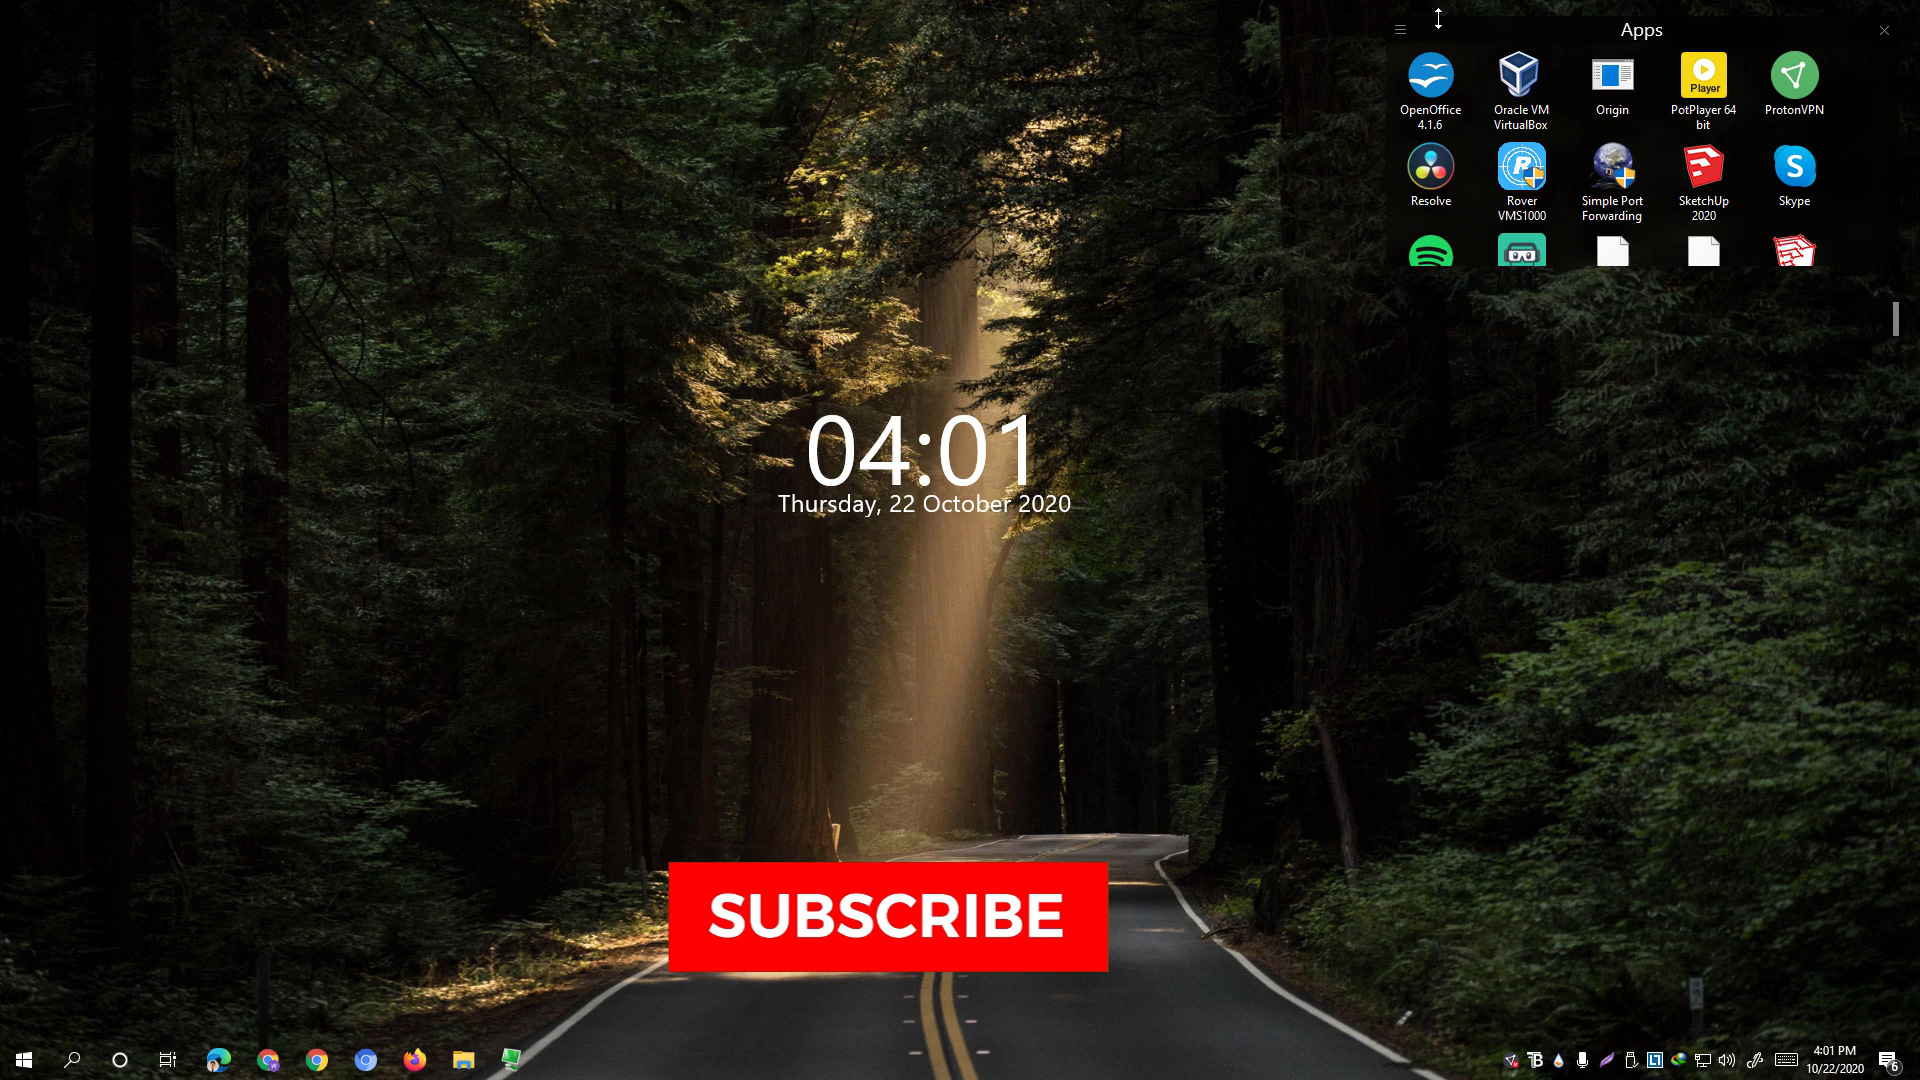 Apps
OpenOffice
4.1.6
Oracle VM
VirtualBox
Origin
Player
PotPlayer 64
bit
ProtonVPN
Resolve
R
Rover
VMS1000
Simple Port
Forwarding
SketchUp
2020
S
Skype
04:01
Thursday, 22 October 2020
SUBSCRIBE
4:01 PM
10/22/2020
6